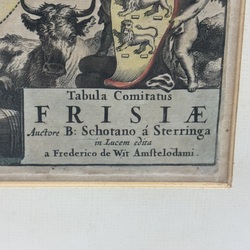 Tabula Comitatus
FRISIÆ
Auctore B: Schotano á Sterringa
in Lucem edita
a Frederico de Wit Amstelodami.